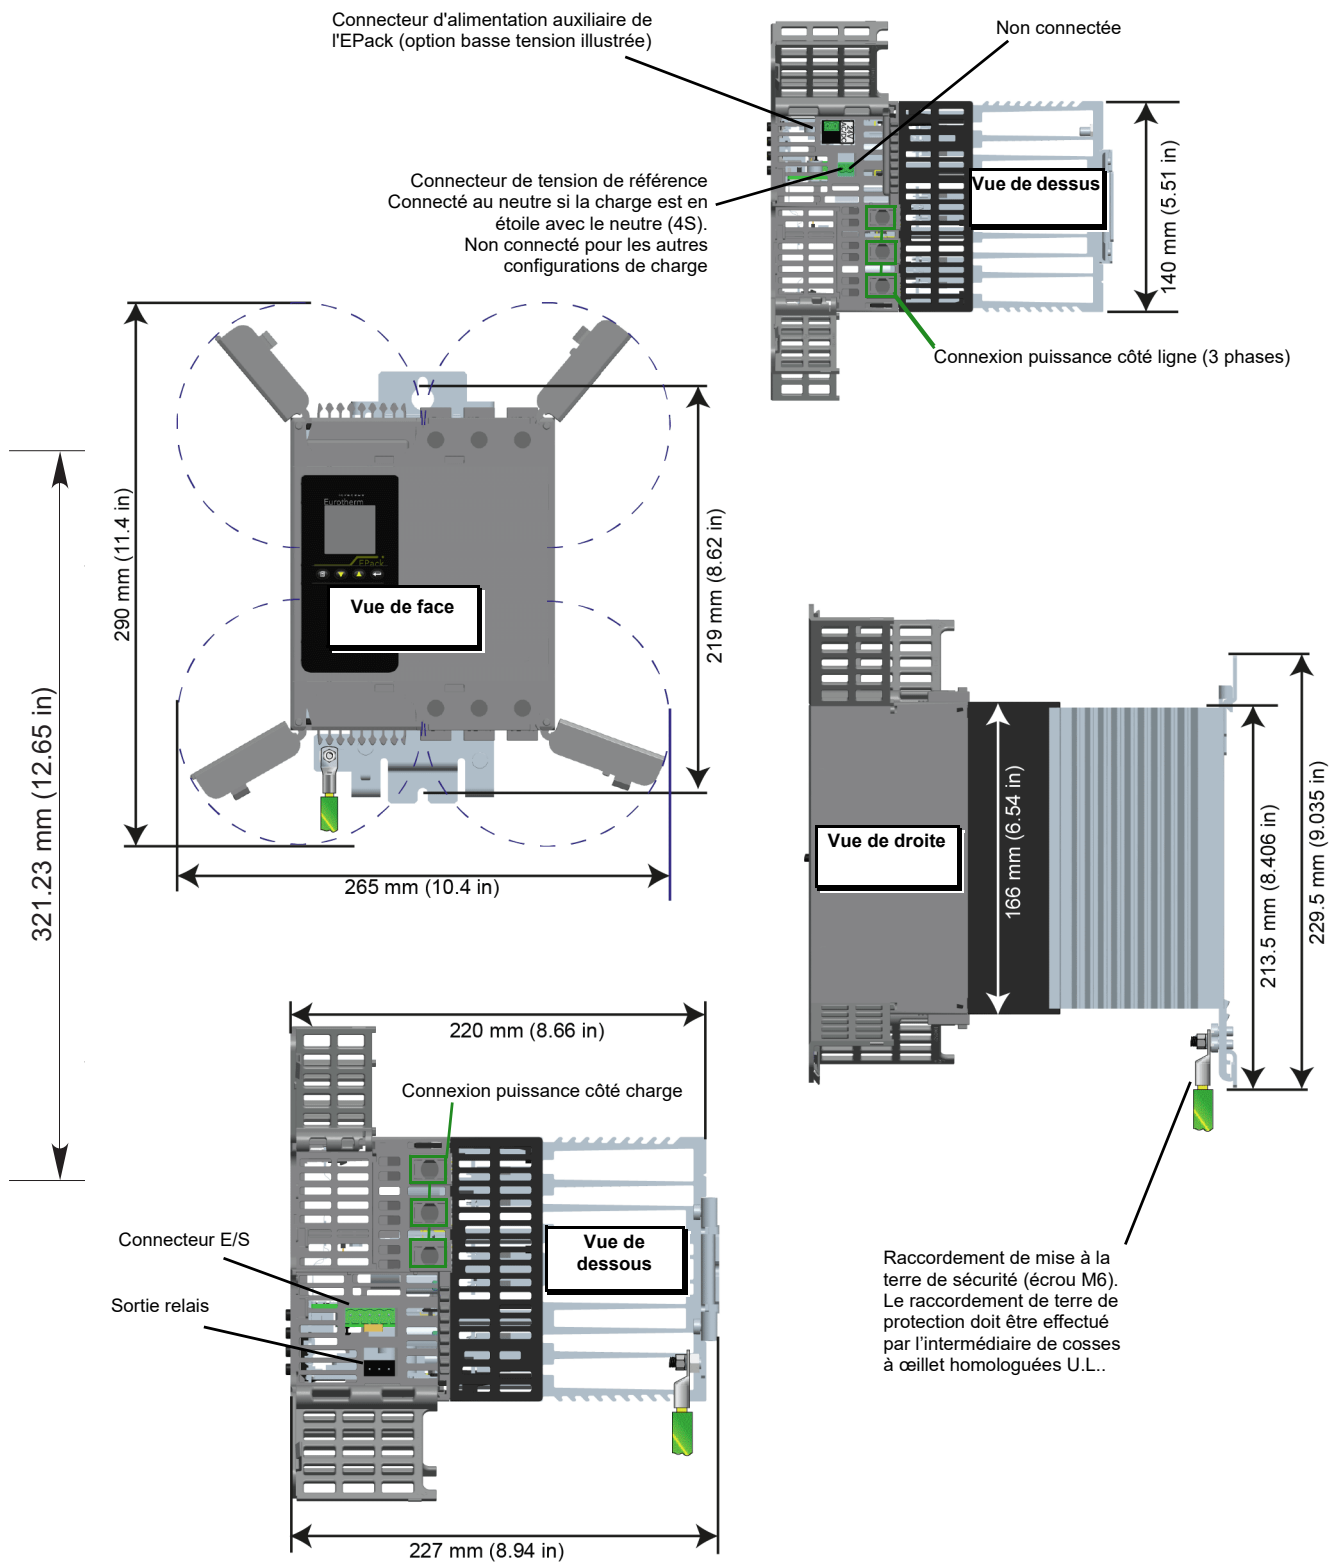 Connecteur d'alimentation auxiliaire de
l'EPack (option basse tension illustrée)
Non connectée
24V
AC/DC
Connecteur de tension de référence
Connecté au neutre si la charge est en
étoile avec le neutre (4S).
Non connecté pour les autres
configurations de charge
Vue de dessus
140 mm (5.51 in)
Connexion puissance côté ligne (3 phases)
290 mm (11.4 in)
Eurotherm
EPack
Vue de face
219 mm (8.62 in)
265 mm (10.4 in)
321.23 mm (12.65 in)
Vue de droite
166 mm (6.54 in)
213.5 mm (8.406 in)
229.5 mm (9.035 in)
220 mm (8.66 in)
Connexion puissance côté charge
Connecteur E/S
Sortie relais
Vue de
dessous
227 mm (8.94 in)
Raccordement de mise à la
terre de sécurité (écrou M6).
Le raccordement de terre de
protection doit être effectué
par l’intermédiaire de cosses
à œillet homologuées U.L..